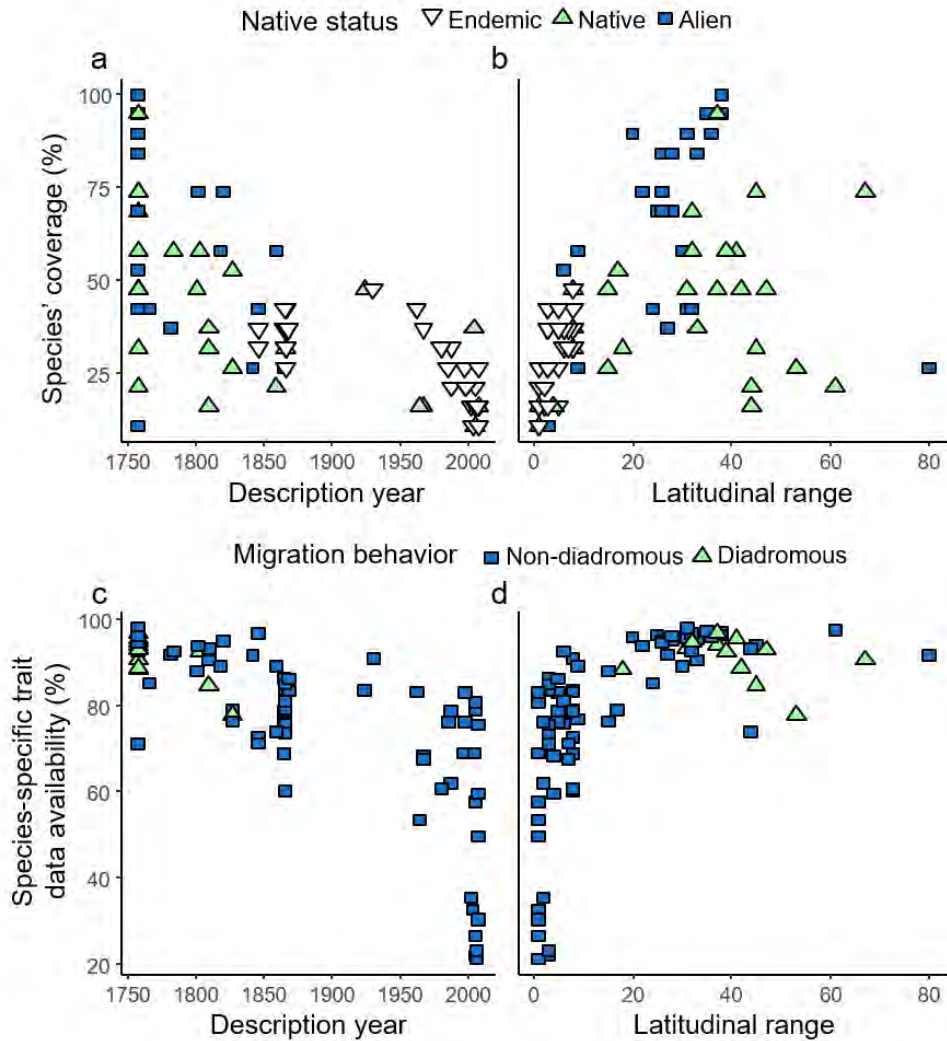 Native status Endemic Native Alien
a b
Species' coverage (%)
100
75
50
25
1750 1800 1850 1900 1950 2000
0 20 40 60 80
Description year Latitudinal range
Migration behavior Non-diadromous Diadromous
c d
Species-specific trait
data availability (%)
100
80
60
40
20
1750 1800 1850 1900 1950 2000
0 20 40 60 80
Description year Latitudinal range